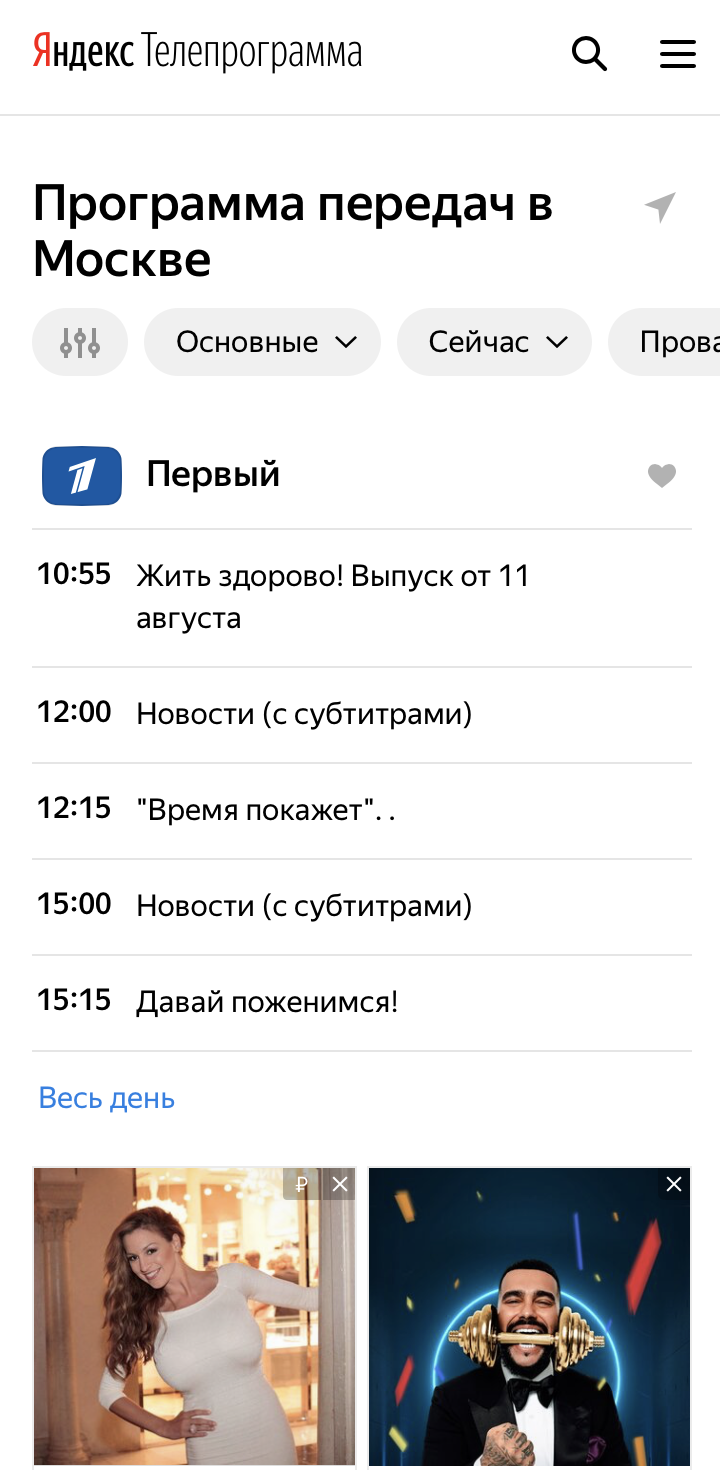 Яндекс Телепрограмма
Программа передач в
Москве
Основные
Сейчас
Прова
Первый
10:55 Жить здорово! Выпуск от 11
августа
12:00 Новости (с субтитрами)
12:15 "Время покажет". .
15:00 Новости (с субтитрами)
15:15 Давай поженимся!
Весь день
₽